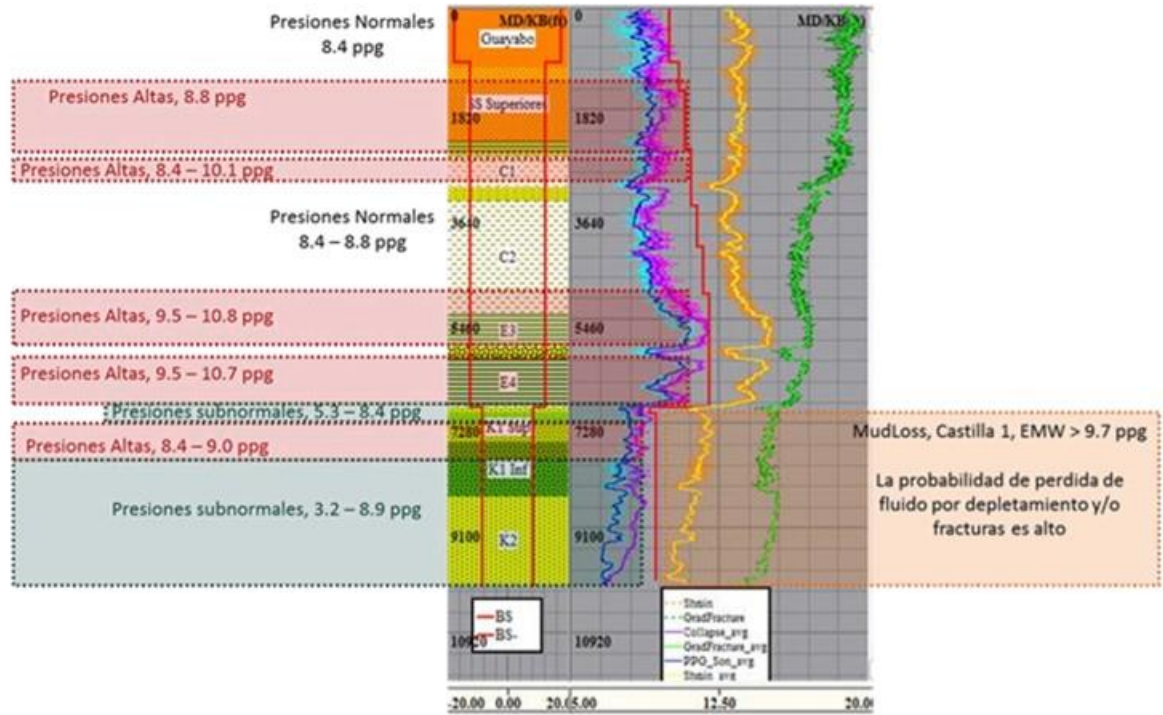 Presiones Normales
8.4 ppg
Presiones Altas, 8.8 ppg
Presiones Altas, 8.4 – 10.1 ppg
Presiones Normales
8.4 – 8.8 ppg
Presiones Altas, 9.5 – 10.8 ppg
Presiones Altas, 9.5 – 10.7 ppg
Presiones subnormales, 5.3 – 8.4 ppg
Presiones Altas, 8.4 – 9.0 ppg
Presiones subnormales, 3.2 – 8.9 ppg
0 MD/KB(ft)
Guayabo
SS Superiores
1820
C1
3640
C2
5460
E3
E4
K1 sup
7280
K1 Inf
9100
K2
BS
BS-
10920
-20.00 0.00 20.0
0 MD/KB
1820
3640
5460
7280
9100
10920
Shmin
GradFracture
Collapse_avg
GradFracture_avg
PPG_Son_avg
Shmin_avg
5.00 12.50 20.00
MudLoss, Castilla 1, EMW > 9.7 ppg
La probabilidad de perdida de
fluido por depletamiento y/o
fracturas es alto